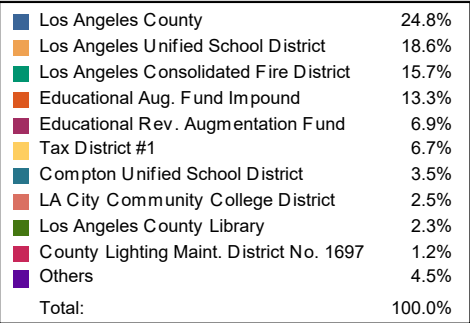 Los Angeles County 24.8%
Los Angeles Unified School District 18.6%
Los Angeles Consolidated Fire District 15.7%
Educational Aug. Fund Impound 13.3%
Educational Rev. Augmentation Fund 6.9%
Tax District #1 6.7%
Compton Unified School District 3.5%
LA City Community College District 2.5%
Los Angeles County Library 2.3%
County Lighting Maint. District No. 1697 1.2%
Others 4.5%
Total: 100.0%